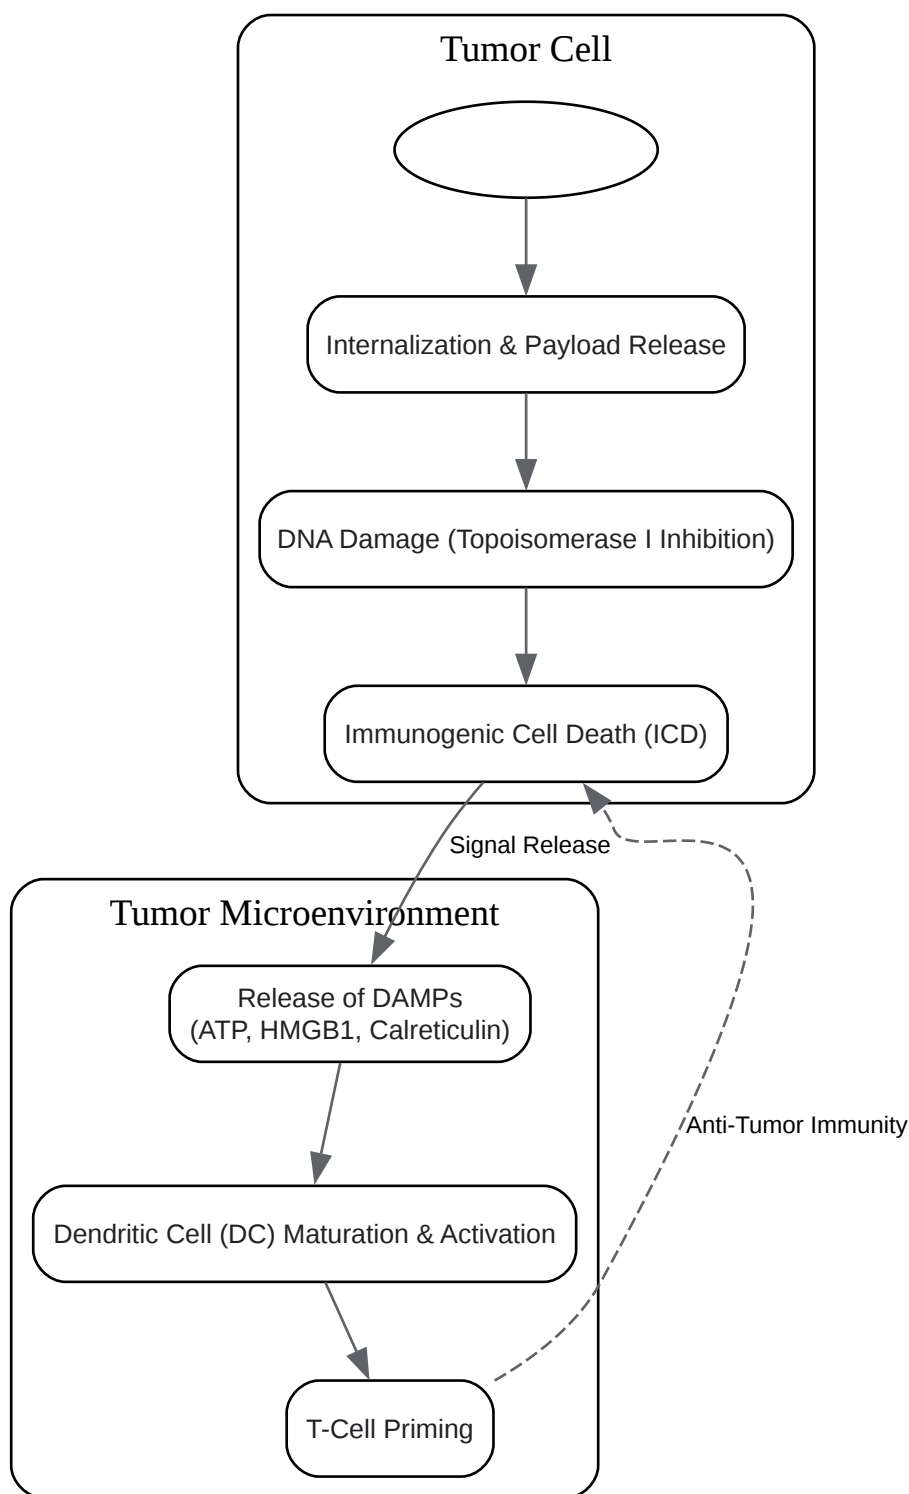 Tumor Cell
Internalization & Payload Release
DNA Damage (Topoisomerase I Inhibition)
Immunogenic Cell Death (ICD)
Signal Release
Tumor Microenvironment
Release of DAMPs
(ATP, HMGB1, Calreticulin)
Anti-Tumor Immunity
Dendritic Cell (DC) Maturation & Activation
T-Cell Priming